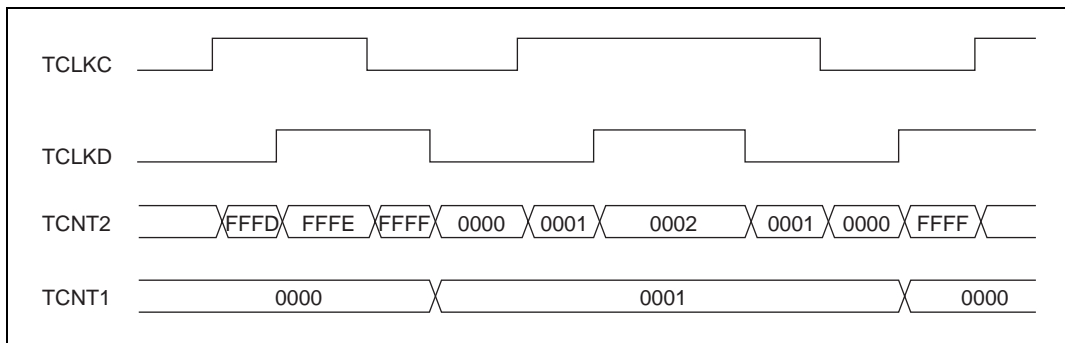 TCLKC
TCLKD
TCNT2 FFFD FFFE FFFF 0000 0001 0002 0001 0000 FFFF
TCNT1 0000 0001 0000